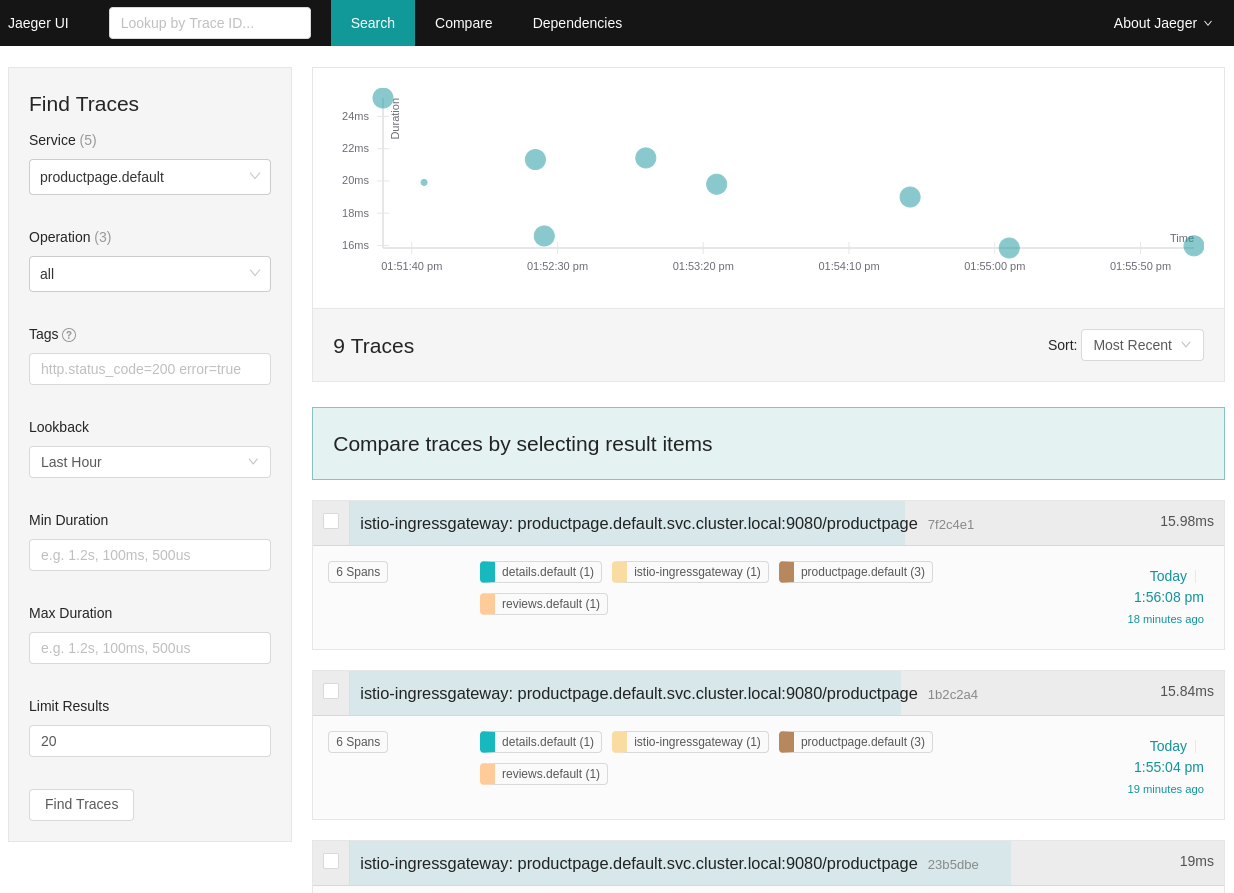 Jaeger UI
Lookup by Trace ID...
Search
Compare
Dependencies
About Jaeger
Find Traces
Service (5)
productpage.default
Operation (3)
all
Tags ?
http.status_code=200 error=true
Lookback
Last Hour
Min Duration
e.g. 1.2s, 100ms, 500us
Max Duration
e.g. 1.2s, 100ms, 500us
Limit Results
20
Find Traces
Duration
24ms
22ms
20ms
18ms
16ms
Time
01:51:40 pm
01:52:30 pm
01:53:20 pm
01:54:10 pm
01:55:00 pm
01:55:50 pm
9 Traces
Sort: Most Recent
Compare traces by selecting result items
istio-ingressgateway: productpage.default.svc.cluster.local:9080/productpage 7f2c4e1
15.98ms
6 Spans
details.default (1)
istio-ingressgateway (1)
productpage.default (3)
reviews.default (1)
Today
1:56:08 pm
18 minutes ago
istio-ingressgateway: productpage.default.svc.cluster.local:9080/productpage 1b2c2a4
15.84ms
6 Spans
details.default (1)
istio-ingressgateway (1)
productpage.default (3)
reviews.default (1)
Today
1:55:04 pm
19 minutes ago
istio-ingressgateway: productpage.default.svc.cluster.local:9080/productpage 23b5dbe
19ms